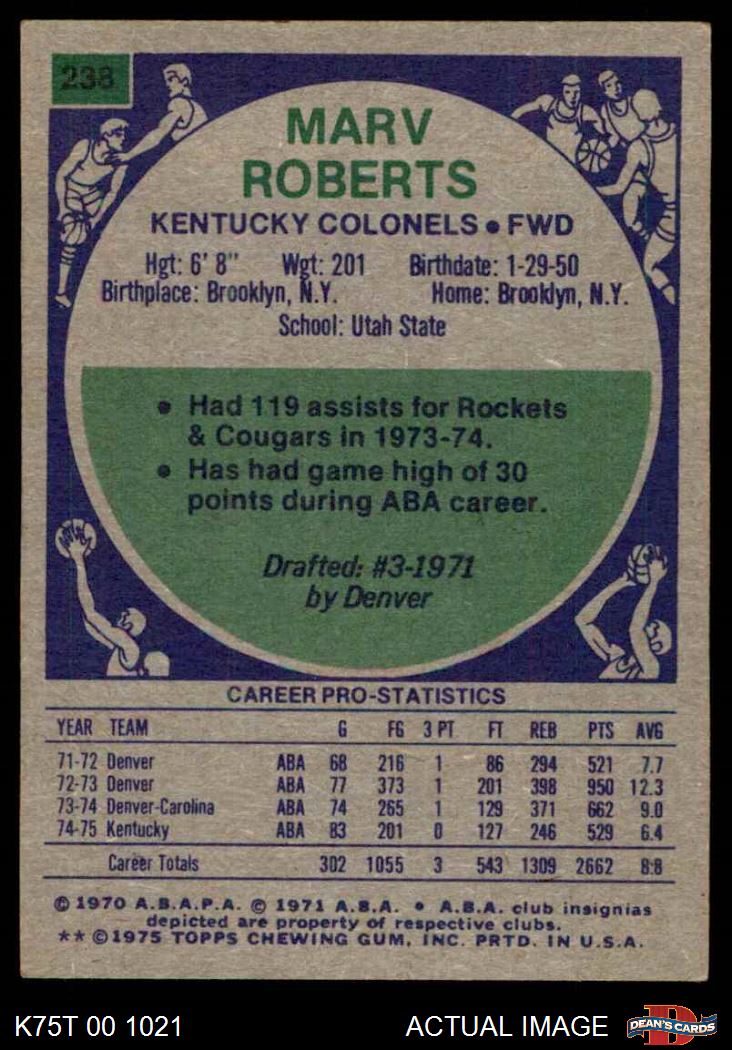 238
MARV
ROBERTS
KENTUCKY COLONELS • FWD
Hgt: 6' 8" Wgt: 201 Birthdate: 1-29-50
Birthplace: Brooklyn, N.Y. Home: Brooklyn, N.Y.
School: Utah State
• Had 119 assists for Rockets
& Cougars in 1973-74.
• Has had game high of 30
points during ABA career.
Drafted: #3-1971
by Denver
CAREER PRO-STATISTICS
YEAR TEAM G FG 3 PT FT REB PTS AVG
71-72 Denver ABA 68 216 1 86 294 521 7.7
72-73 Denver ABA 77 373 1 201 398 950 12.3
73-74 Denver-Carolina ABA 74 265 1 129 371 662 9.0
74-75 Kentucky ABA 83 201 0 127 246 529 6.4
Career Totals 302 1055 3 543 1309 2662 8.8
© 1970 A.B.A.P.A. © 1971 A.B.A. • A.B.A. club insignias
depicted are property of respective clubs.
** © 1975 TOPPS CHEWING GUM, INC. PRTD. IN U.S.A.
K75T 00 1021 ACTUAL IMAGE DEAN'S CARDS